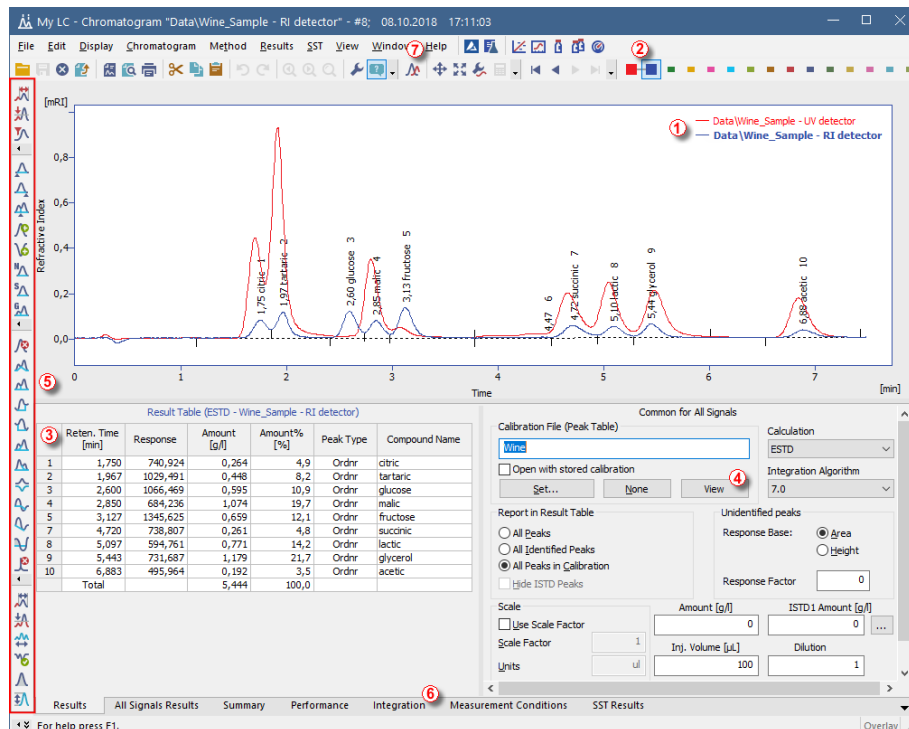 My LC - Chromatogram "Data\Wine_Sample - RI detector" - #8; 08.10.2018 17:11:03
File Edit Display Chromatogram Method Results SST View Window Help
7
2
[mRI]
1
Data\Wine_Sample - UV detector
Data\Wine_Sample - RI detector
0,8
0,6
0,4
0,2
0,0
Refractive Index
1,75 citric 1
1,97 tartaric 2
2,60 glucose 3
2,85 malic 4
3,13 fructose 5
4,47 6
4,72 succinic 7
5,10 lactic 8
5,44 glycerol 9
6,88 acetic 10
0 1 2 3 4 5 6 7
Time
[min]
5
Result Table (ESTD - Wine_Sample - RI detector)
3
Reten. Time [min] Response Amount [g/l] Amount% [%] Peak Type Compound Name
1 1,750 740,924 0,264 4,9 Ordnr citric
2 1,967 1029,491 0,448 8,2 Ordnr tartaric
3 2,600 1066,469 0,595 10,9 Ordnr glucose
4 2,850 684,236 1,074 19,7 Ordnr malic
5 3,127 1345,625 0,659 12,1 Ordnr fructose
7 4,720 738,807 0,261 4,8 Ordnr succinic
8 5,097 594,761 0,771 14,2 Ordnr lactic
9 5,443 731,687 1,179 21,7 Ordnr glycerol
10 6,883 495,964 0,192 3,5 Ordnr acetic
Total 5,444 100,0
Common for All Signals
Calibration File (Peak Table)
Wine
Open with stored calibration
Set... None View
4
Calculation
ESTD
Integration Algorithm
7.0
Report in Result Table
All Peaks
All Identified Peaks
All Peaks in Calibration
Hide ISTD Peaks
Unidentified peaks
Response Base: Area
Height
Response Factor 0
Scale
Use Scale Factor
Scale Factor 1
Units ul
Amount [g/l] ISTD1 Amount [g/l]
0 0 ...
Inj. Volume [µL] Dilution
100 1
6
Results All Signals Results Summary Performance Integration Measurement Conditions SST Results
For help press F1. Overlay